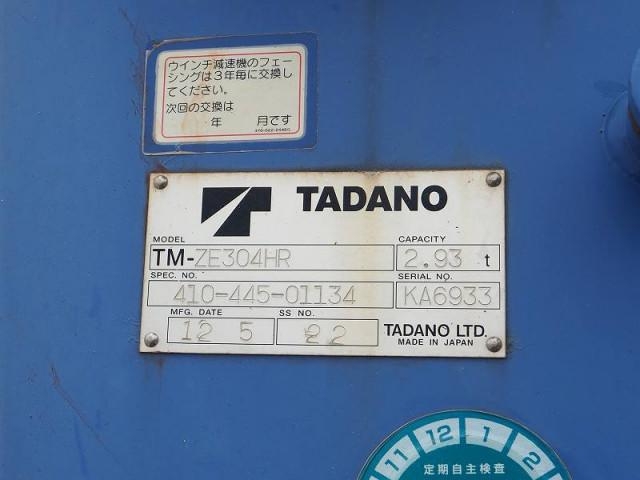 ウインチ減速機のフェー
シングは3年毎に交換し
てください。
次回の交換は
年 月です
TADANO
MODEL
TM-ZE304HR
CAPACITY
2.93 t
SPEC. NO.
410-445-01134
SERIAL NO.
KA6933
MFG. DATE
12 5
SS NO.
22
TADANO LTD.
MADE IN JAPAN
11 12 1 2
定期自主検査